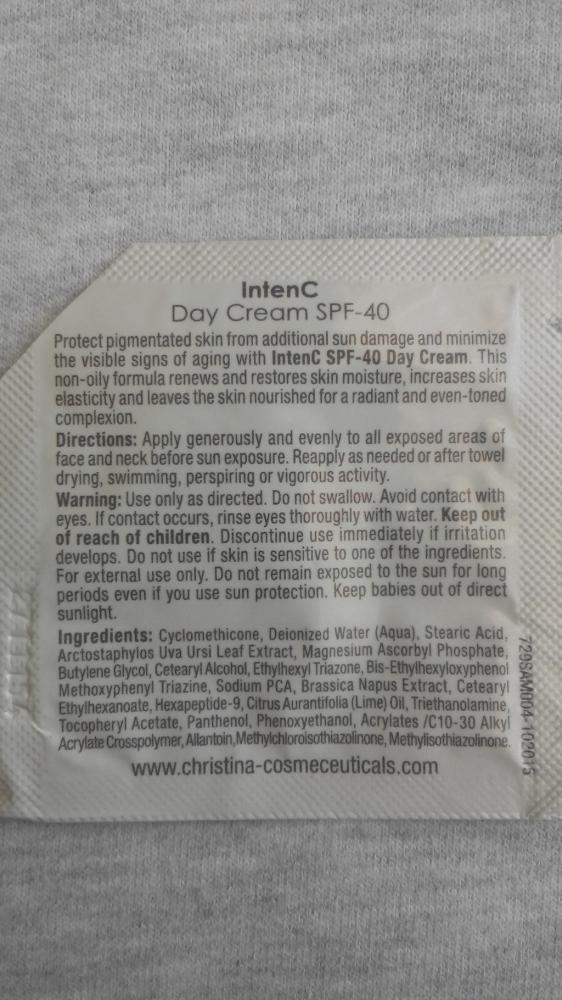 IntenC
Day Cream SPF-40
Protect pigmentated skin from additional sun damage and minimize
the visible signs of aging with IntenC SPF-40 Day Cream. This
non-oily formula renews and restores skin moisture, increases skin
elasticity and leaves the skin nourished for a radiant and even-toned
complexion.
Directions: Apply generously and evenly to all exposed areas of
face and neck before sun exposure. Reapply as needed or after towel
drying, swimming, perspiring or vigorous activity.
Warning: Use only as directed. Do not swallow. Avoid contact with
eyes. If contact occurs, rinse eyes thoroughly with water. Keep out
of reach of children. Discontinue use immediately if irritation
develops. Do not use if skin is sensitive to one of the ingredients.
For external use only. Do not remain exposed to the sun for long
periods even if you use sun protection. Keep babies out of direct
sunlight.
Ingredients: Cyclomethicone, Deionized Water (Aqua), Stearic Acid,
Arctostaphylos Uva Ursi Leaf Extract, Magnesium Ascorbyl Phosphate,
Butylene Glycol, Cetearyl Alcohol, Ethylhexyl Triazone, Bis-Ethylhexyloxyphenol
Methoxyphenyl Triazine, Sodium PCA, Brassica Napus Extract, Cetearyl
Ethylhexanoate, Hexapeptide-9, Citrus Aurantifolia (Lime) Oil, Triethanolamine,
Tocopheryl Acetate, Panthenol, Phenoxyethanol, Acrylates /C10-30 Alkyl
Acrylate Crosspolymer, Allantoin,Methylchloroisothiazolinone, Methylisothiazolinone.
www.christina-cosmeceuticals.com